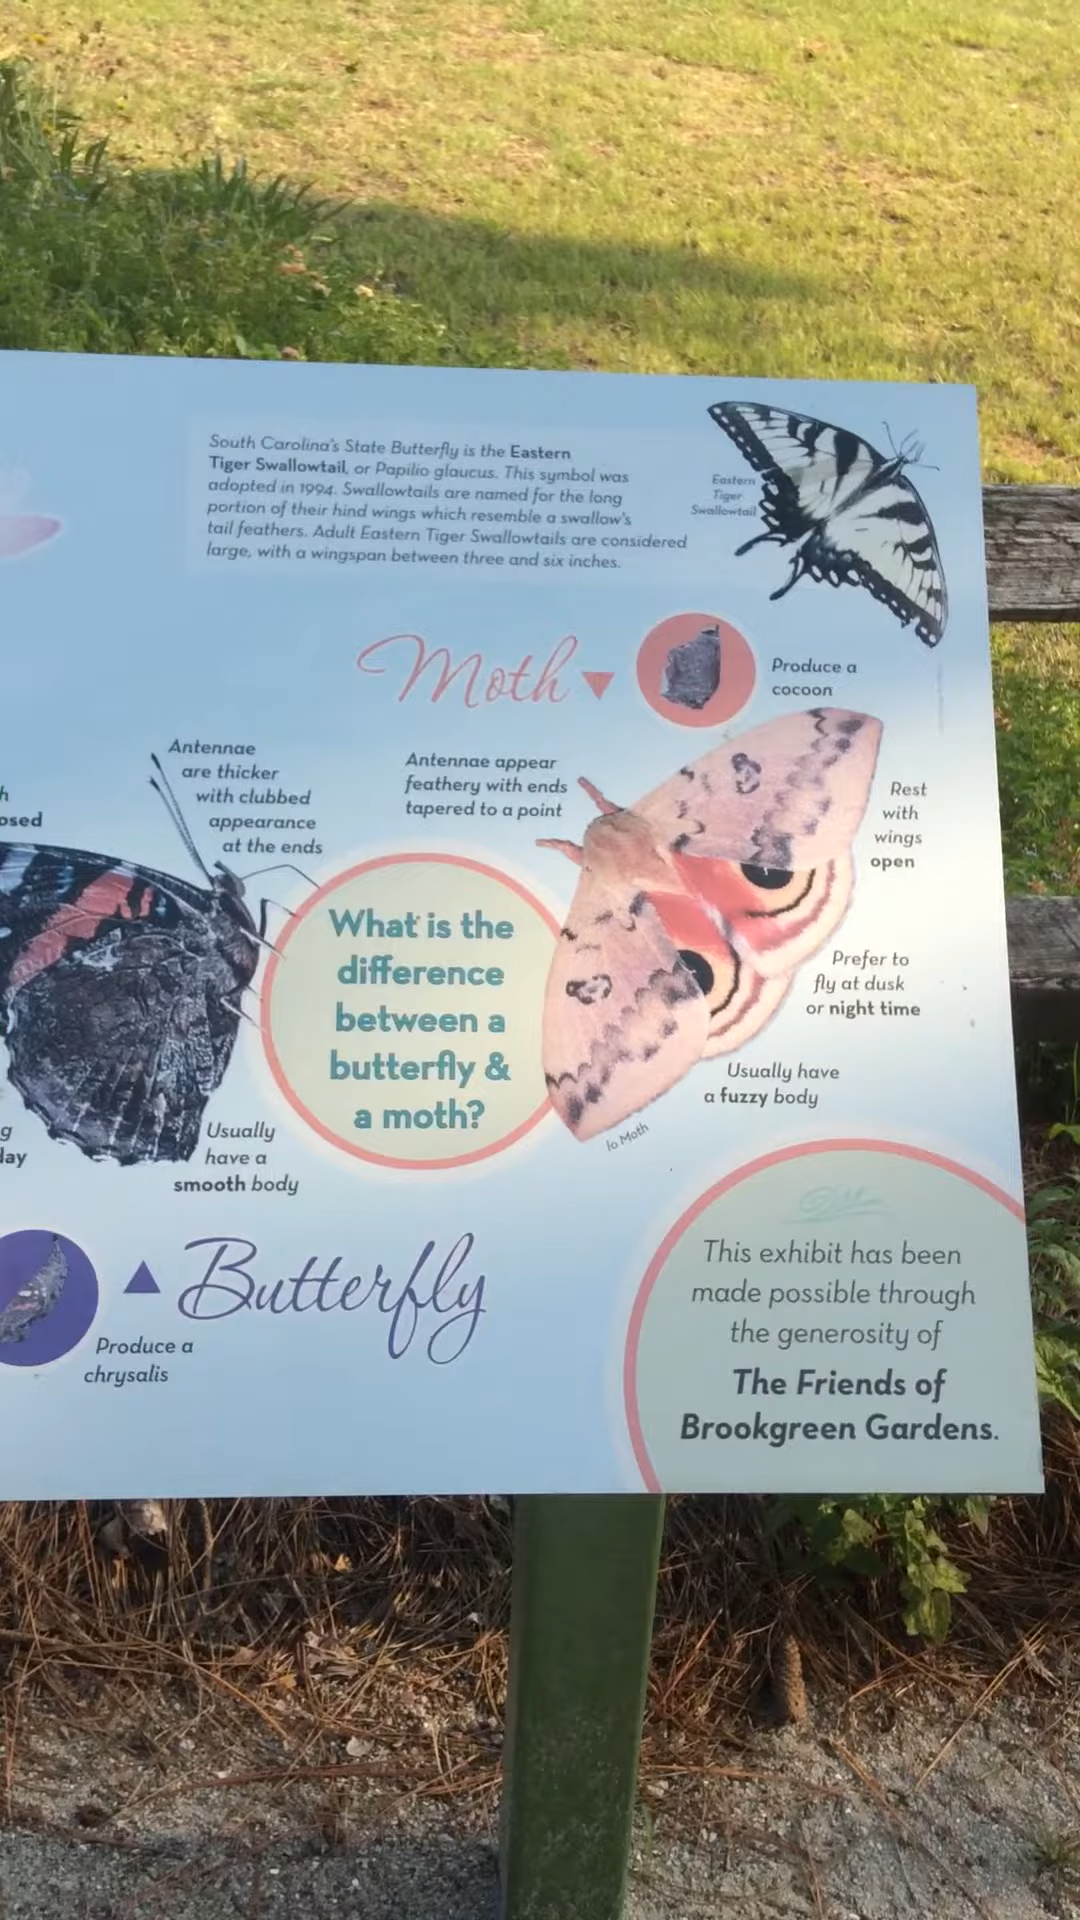 South Carolina's State Butterfly is the Eastern
Tiger Swallowtail, or Papilio glaucus. This symbol was
adopted in 1994. Swallowtails are named for the long
portion of their hind wings which resemble a swallow's
tail feathers. Adult Eastern Tiger Swallowtails are considered
large, with a wingspan between three and six inches.
Eastern
Tiger
Swallowtail
Moth
Produce a
cocoon
Antennae
are thicker
with clubbed
appearance
at the ends
Antennae appear
feathery with ends
tapered to a point
Rest
with
wings
open
h
osed
What is the
difference
between a
butterfly &
a moth?
Prefer to
fly at dusk
or night time
Usually have
a fuzzy body
Io Moth
g
day
Usually
have a
smooth body
Butterfly
Produce a
chrysalis
This exhibit has been
made possible through
the generosity of
The Friends of
Brookgreen Gardens.